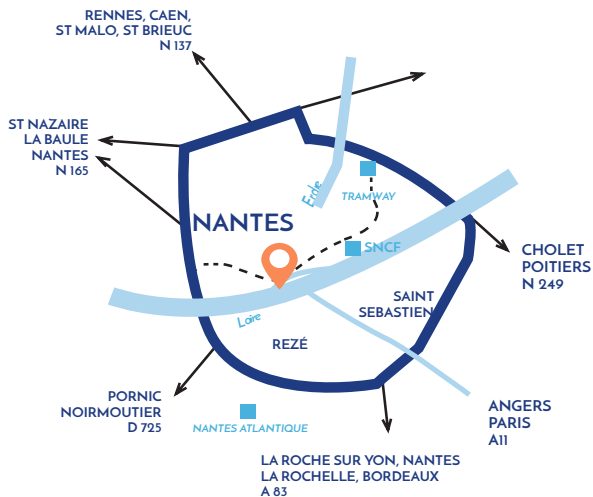 RENNES, CAEN,
ST MALO, ST BRIEUC
N 137
ST NAZAIRE
LA BAULE
NANTES
N 165
Erdre
TRAMWAY
NANTES
SNCF
CHOLET
POITIERS
N 249
SAINT
SEBASTIEN
Loire
REZÉ
PORNIC
NOIRMOUTIER
D 725
NANTES ATLANTIQUE
ANGERS
PARIS
A11
LA ROCHE SUR YON, NANTES
LA ROCHELLE, BORDEAUX
A 83